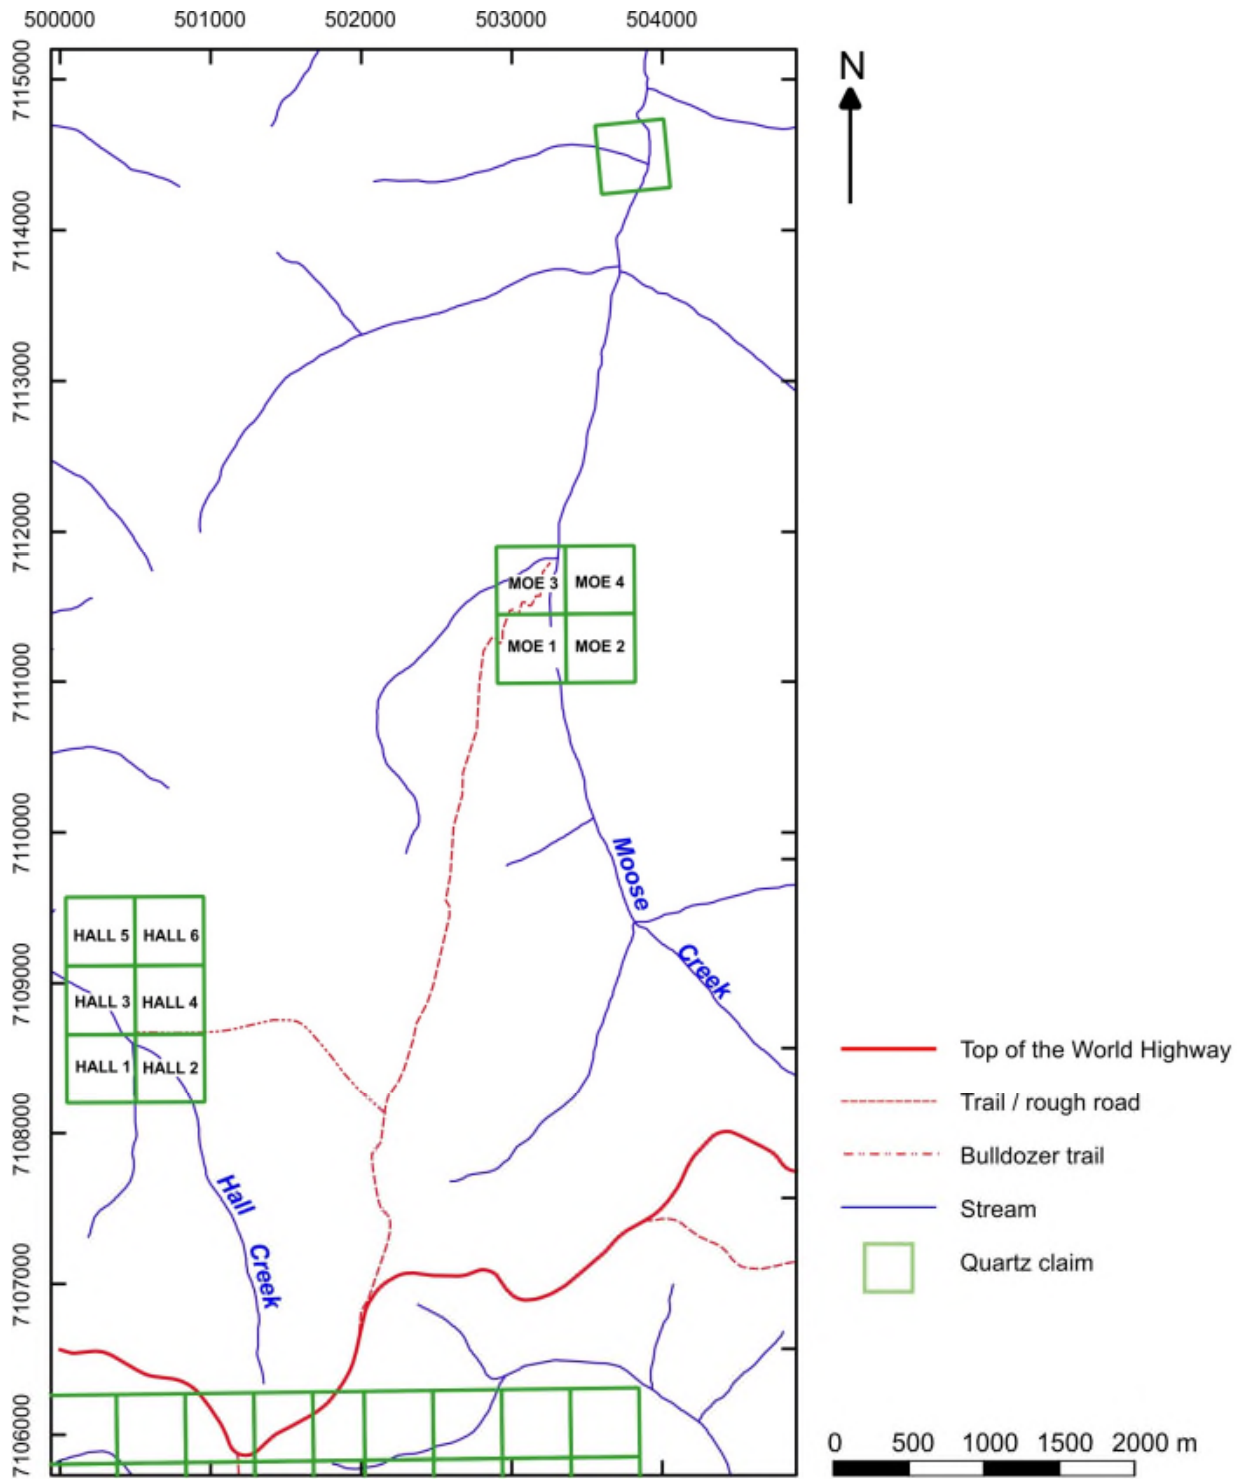 500000 501000 502000 503000 504000
7115000
N
7114000
7113000
7112000
MOE 3 MOE 4
MOE 1 MOE 2
7111000
7110000
Moose
Creek
HALL 5 HALL 6
7109000
HALL 3 HALL 4
HALL 1 HALL 2
7108000
Hall
Creek
7107000
7106000
Top of the World Highway
Trail / rough road
Bulldozer trail
Stream
Quartz claim
0 500 1000 1500 2000 m